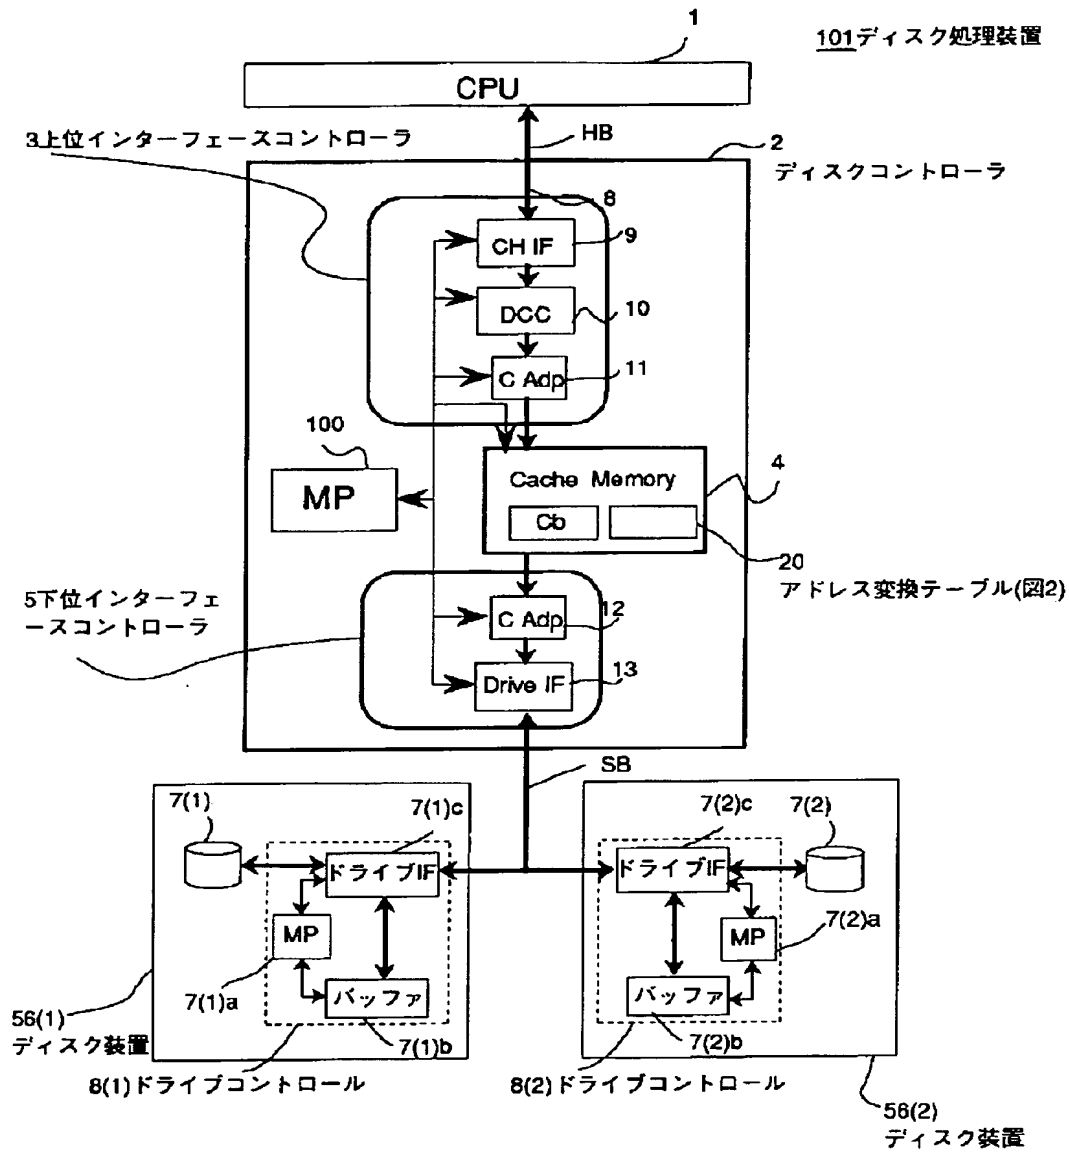 1
101ディスク処理装置
CPU
HB
3上位インターフェースコントローラ
2
ディスクコントローラ
8
CH IF
9
DCC
10
C Adp
11
100
MP
Cache Memory
4
Cb
20
アドレス変換テーブル(図2)
5下位インターフェ
ースコントローラ
C Adp
12
Drive IF
13
SB
7(1)
7(1)c
7(2)c
7(2)
ドライブIF
ドライブIF
MP
MP
7(2)a
7(1)a
バッファ
バッファ
56(1)
ディスク装置
7(1)b
7(2)b
8(1)ドライブコントロール
8(2)ドライブコントロール
56(2)
ディスク装置